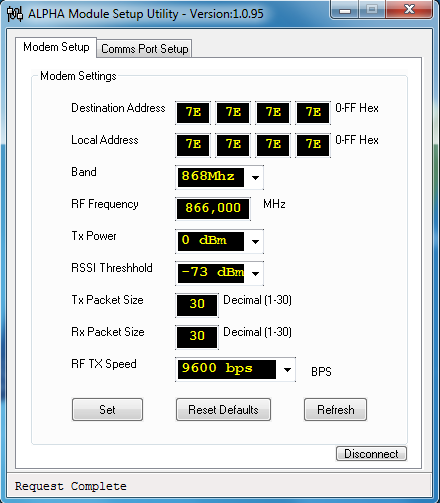 ALPHA Module Setup Utility - Version:1.0.95
Modem Setup Comms Port Setup
Modem Settings
Destination Address 7E 7E 7E 7E 0-FF Hex
Local Address 7E 7E 7E 7E 0-FF Hex
Band 868Mhz
RF Frequency 866,000 MHz
Tx Power 0 dBm
RSSI Threshhold -73 dBm
Tx Packet Size 30 Decimal (1-30)
Rx Packet Size 30 Decimal (1-30)
RF TX Speed 9600 bps BPS
Set Reset Defaults Refresh
Disconnect
Request Complete